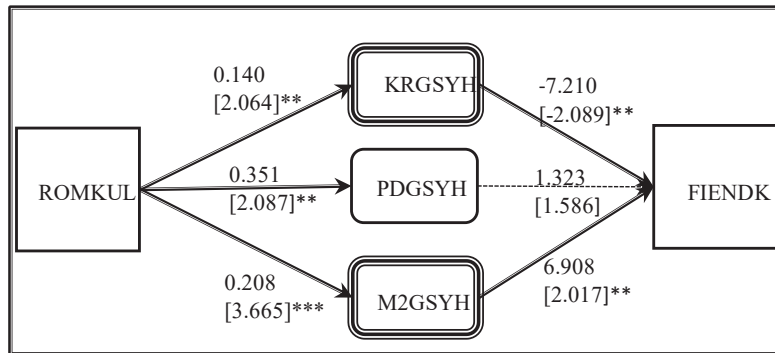 0.140
[2.064]**
KRGSYH
-7.210
[-2.089]**
ROMKUL
0.351
[2.087]**
PDGSYH
1.323
[1.586]
FIENDK
0.208
[3.665]***
M2GSYH
6.908
[2.017]**